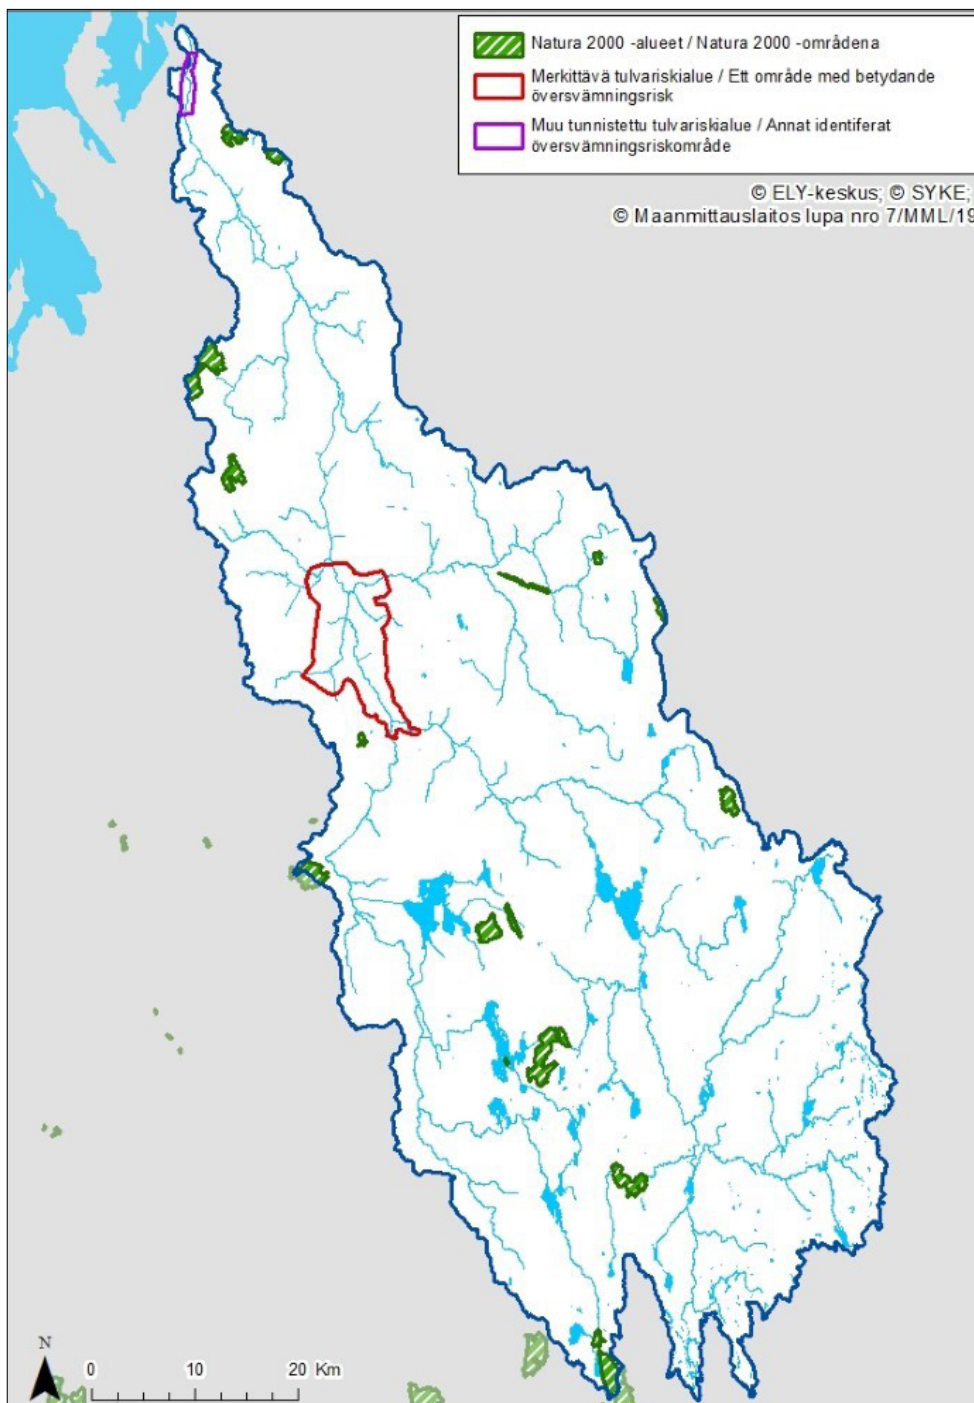 Natura 2000 -alueet / Natura 2000 -områdena
Merkittävä tulvariskialue / Ett område med betydande
översvämningsrisk
Muu tunnistettu tulvariskialue / Annat identiferat
översvämningsriskområde
© ELY-keskus; © SYKE;
© Maanmittauslaitos lupa nro 7/MML/19
N
0 10 20 Km